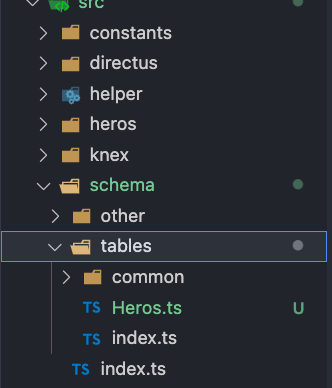 src
constants
directus
helper
heros
knex
schema
other
tables
common
TS Heros.ts U
TS index.ts
TS index.ts